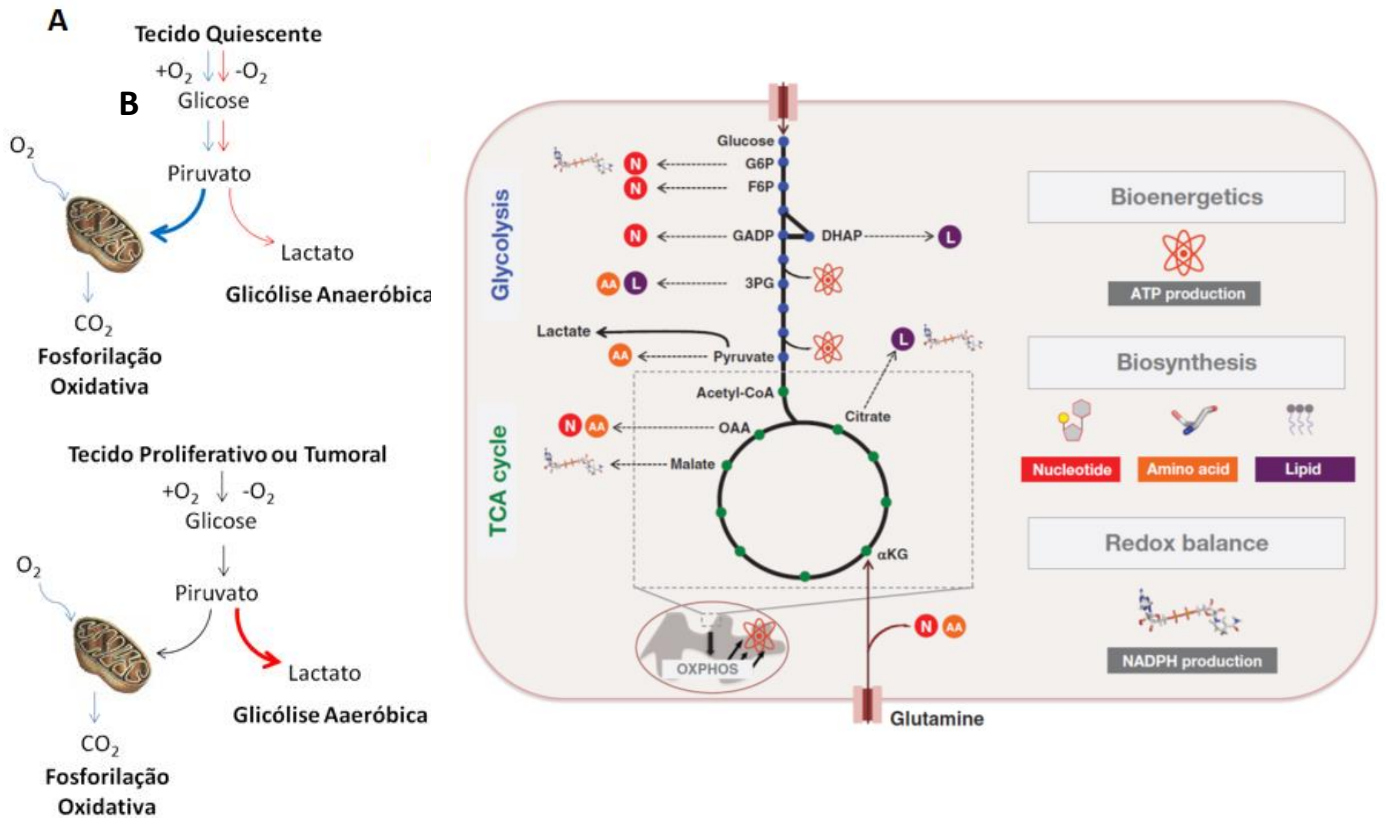 A
Tecido Quiescente
+O₂ -O₂
B
Glicose
O₂
Piruvato
Lactato
Glicólise Anaeróbica
CO₂
Fosforilação
Oxidativa
Tecido Proliferativo ou Tumoral
+O₂ -O₂
Glicose
O₂
Piruvato
Lactato
Glicólise Aaeróbica
CO₂
Fosforilação
Oxidativa
Glycolysis
Glucose
N G6P
N F6P
N GADP DHAP L
AA L 3PG
Lactate
AA Pyruvate
TCA cycle
Acetyl-CoA
L
Citrate
N AA OAA
Malate
αKG
OXPHOS
N AA
Glutamine
Bioenergetics
ATP production
Biosynthesis
Nucleotide Amino acid Lipid
Redox balance
NADPH production